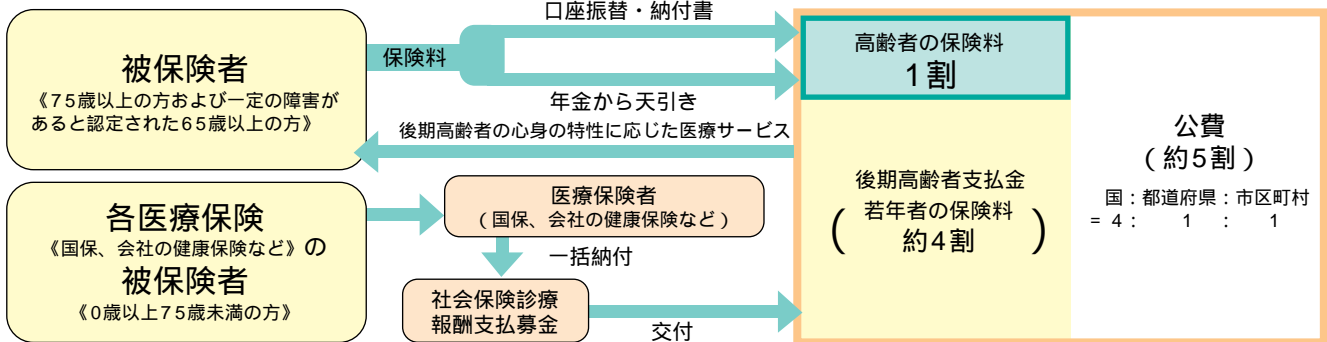 被保険者
《75歳以上の方および一定の障害が
あると認定された65歳以上の方》
保険料
口座振替・納付書
年金から天引き
後期高齢者の心身の特性に応じた医療サービス
各医療保険
《国保、会社の健康保険など》の
被保険者
《0歳以上75歳未満の方》
医療保険者
(国保、会社の健康保険など)
一括納付
社会保険診療
報酬支払募金
交付
高齢者の保険料
1割
後期高齢者支払金
(若年者の保険料
約4割)
公費
(約5割)
国:都道府県:市区町村
= 4: 1 : 1